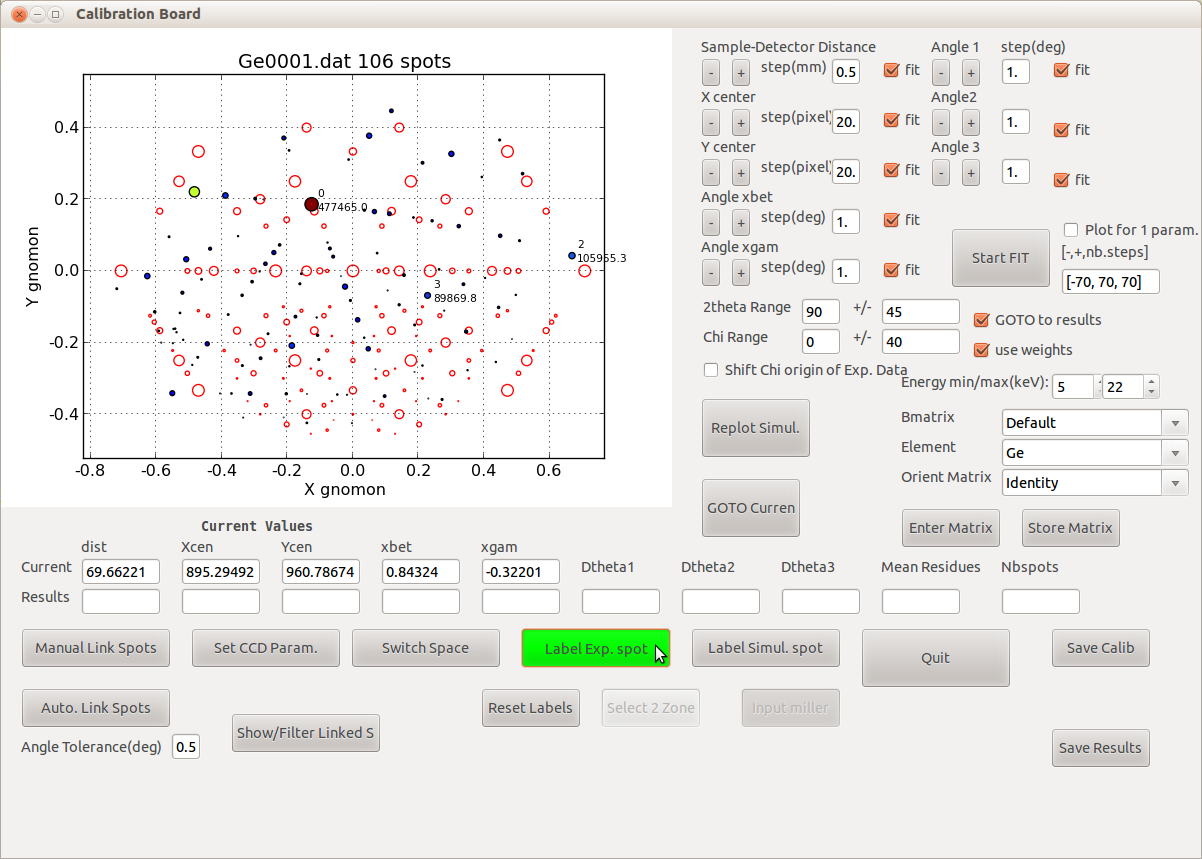 Calibration Board
Ge0001.dat 106 spots
0.4
0.2
0.0
-0.2
-0.4
Y gnomon
0
477465.0
2
105955.3
3
89869.8
-0.8 -0.6 -0.4 -0.2 0.0 0.2 0.4 0.6
X gnomon
Sample-Detector Distance Angle 1 step(deg)
- + step(mm) 0.5 fit - + 1. fit
X center Angle2
- + step(pixel) 20. fit - + 1. fit
Y center Angle 3
- + step(pixel) 20. fit - + 1. fit
Angle xbet
- + step(deg) 1. fit
Angle xgam
- + step(deg) 1. fit
Start FIT
Plot for 1 param.
[-,+,nb.steps]
[-70, 70, 70]
2theta Range 90 +/- 45 GOTO to results
Chi Range 0 +/- 40 use weights
Shift Chi origin of Exp. Data
Energy min/max(keV): 5 22
Replot Simul.
Bmatrix Default
Element Ge
Orient Matrix Identity
GOTO Curren
Enter Matrix Store Matrix
Current Values
dist Xcen Ycen xbet xgam
Current 69.66221 895.29492 960.78674 0.84324 -0.32201 Dtheta1 Dtheta2 Dtheta3 Mean Residues Nbspots
Results
Manual Link Spots Set CCD Param. Switch Space Label Exp. spot Label Simul. spot Quit Save Calib
Auto. Link Spots Reset Labels Select 2 Zone Input miller
Show/Filter Linked S
Angle Tolerance(deg) 0.5
Save Results